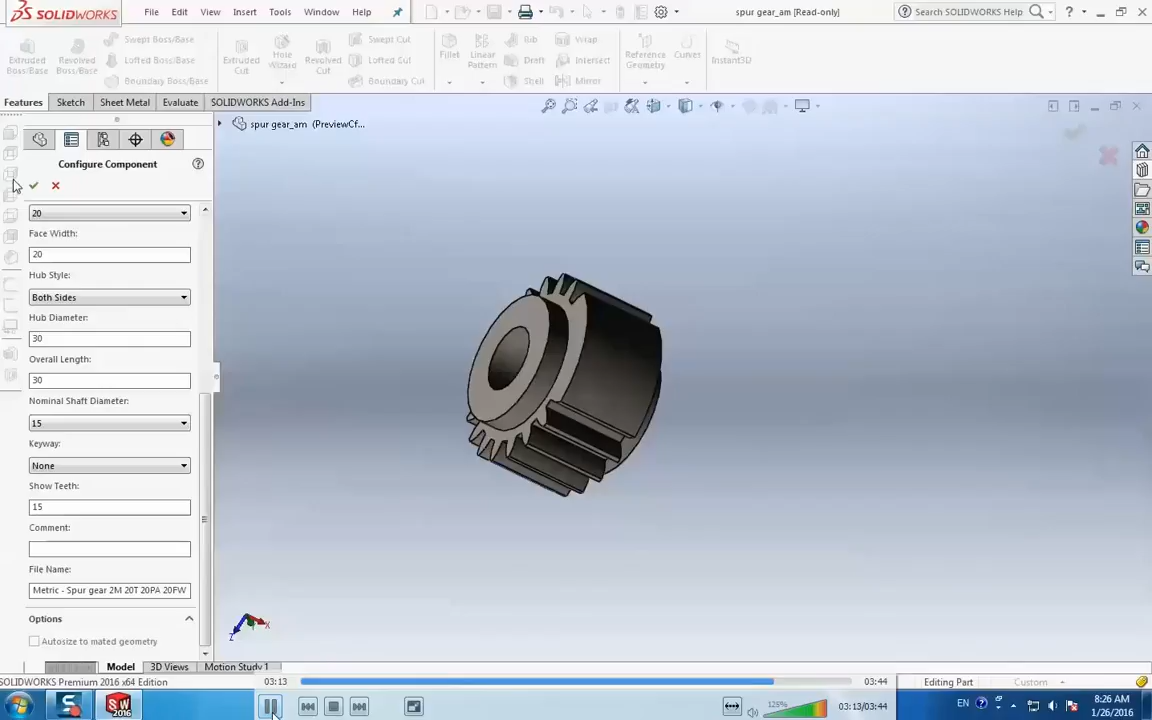 SOLIDWORKS File Edit View Insert Tools Window Help spur gear_am [Read-only] Search SOLIDWORKS Help ?
Extruded Boss/Base
Revolved Boss/Base
Swept Boss/Base
Lofted Boss/Base
Boundary Boss/Base
Extruded Cut
Hole Wizard
Revolved Cut
Swept Cut
Lofted Cut
Boundary Cut
Fillet
Linear Pattern
Rib
Draft
Shell
Wrap
Intersect
Mirror
Reference Geometry
Curves
Instant3D
Features Sketch Sheet Metal Evaluate SOLIDWORKS Add-Ins
spur gear_am (PreviewCf...
Configure Component ?
20
Face Width:
20
Hub Style:
Both Sides
Hub Diameter:
30
Overall Length:
30
Nominal Shaft Diameter:
15
Keyway:
None
Show Teeth:
15
Comment:
File Name:
Metric - Spur gear 2M 20T 20PA 20FW
Options
Autosize to mated geometry
Z X
Model 3D Views Motion Study 1
SOLIDWORKS Premium 2016 x64 Edition 03:13 03:44 Editing Part Custom
SW 2016 125% 03:13/03:44 EN ? 8:26 AM
1/26/2016